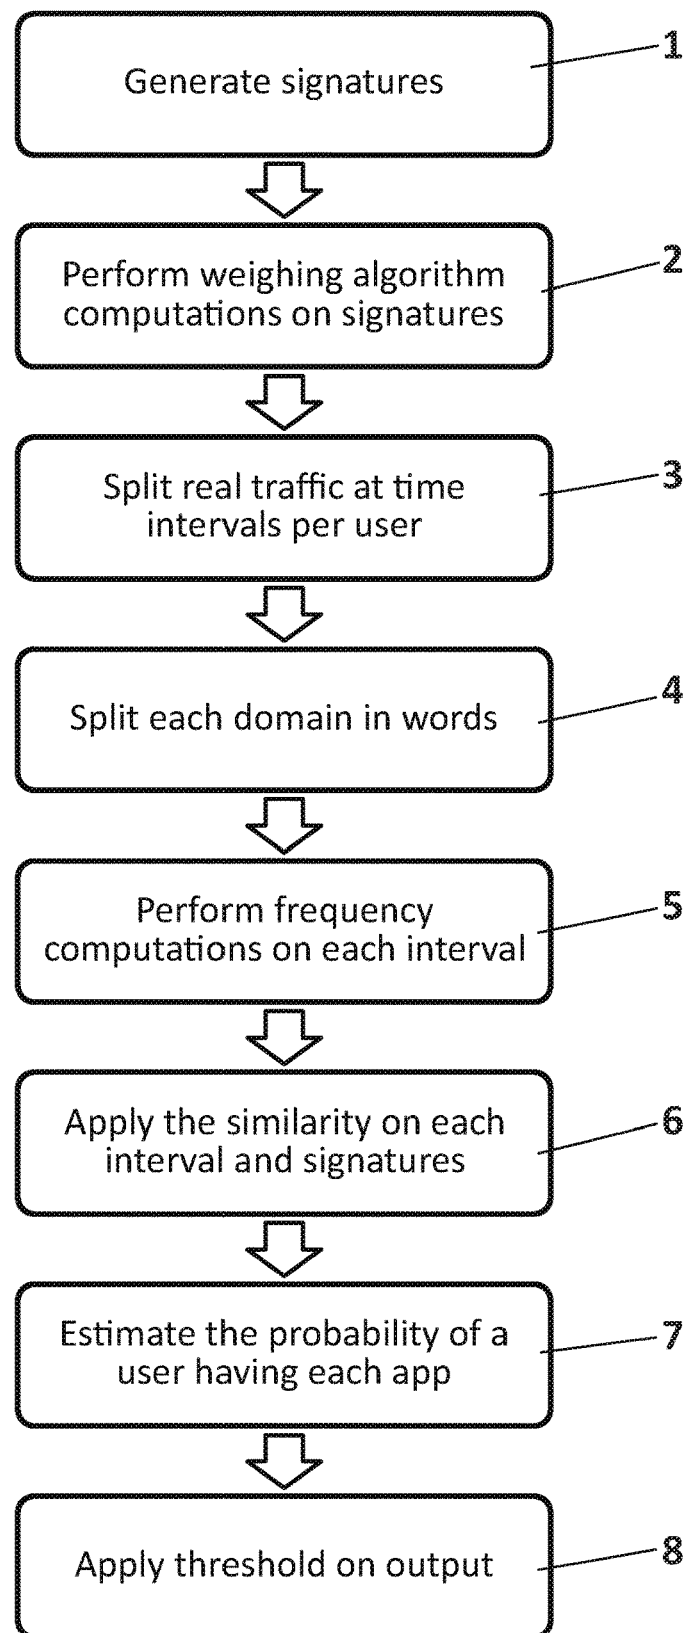 Generate signatures
1
Perform weighing algorithm
computations on signatures
2
Split real traffic at time
intervals per user
3
Split each domain in words
4
Perform frequency
computations on each interval
5
Apply the similarity on each
interval and signatures
6
Estimate the probability of a
user having each app
7
Apply threshold on output
8